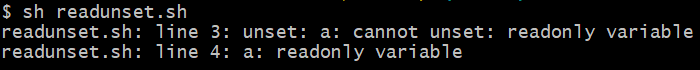 $ sh readunset.sh
readunset.sh: line 3: unset: a: cannot unset: readonly variable
readunset.sh: line 4: a: readonly variable